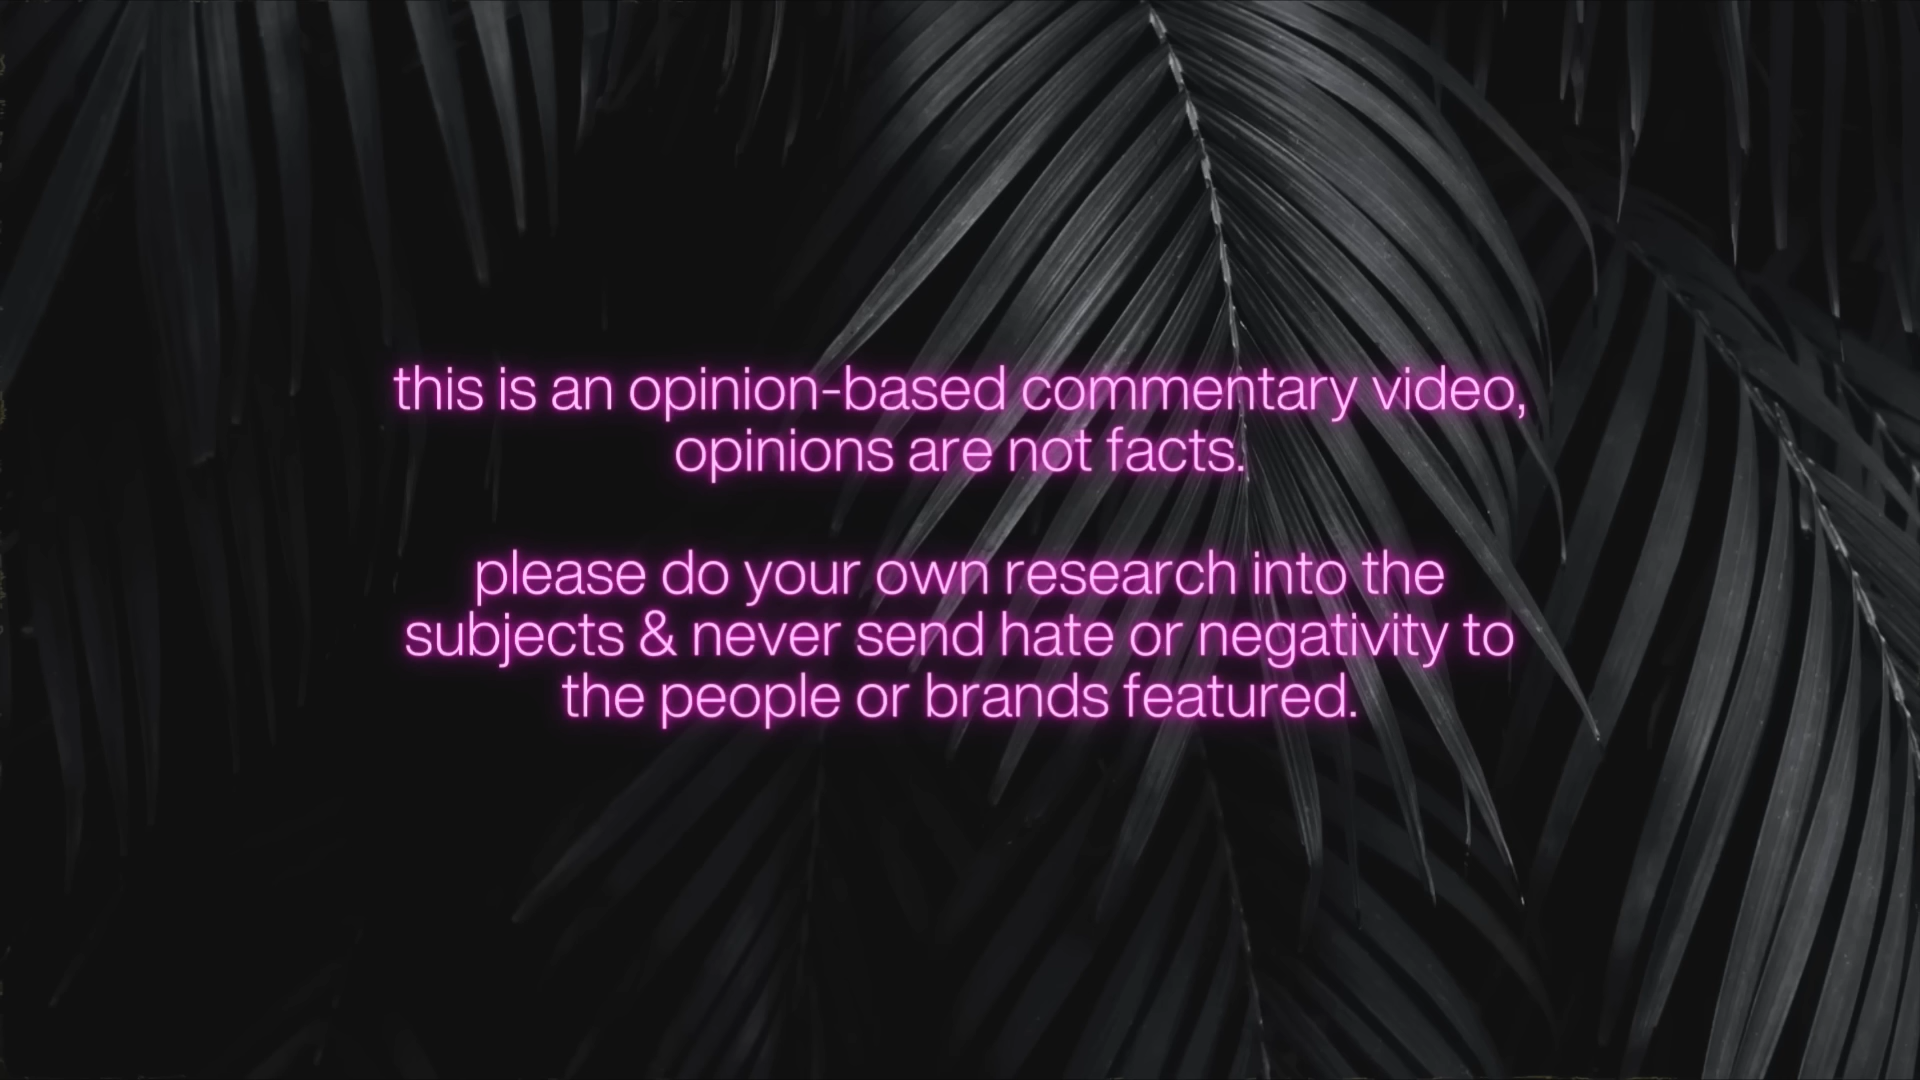 this is an opinion-based commentary video,
opinions are not facts.
please do your own research into the
subjects & never send hate or negativity to
the people or brands featured.